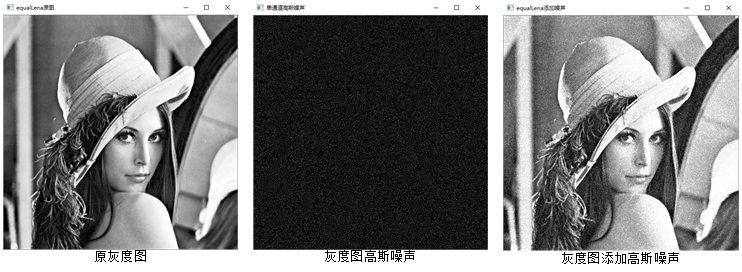 equalLena原图
单通道高斯噪声
equalLena添加噪声
原灰度图
灰度图高斯噪声
灰度图添加高斯噪声